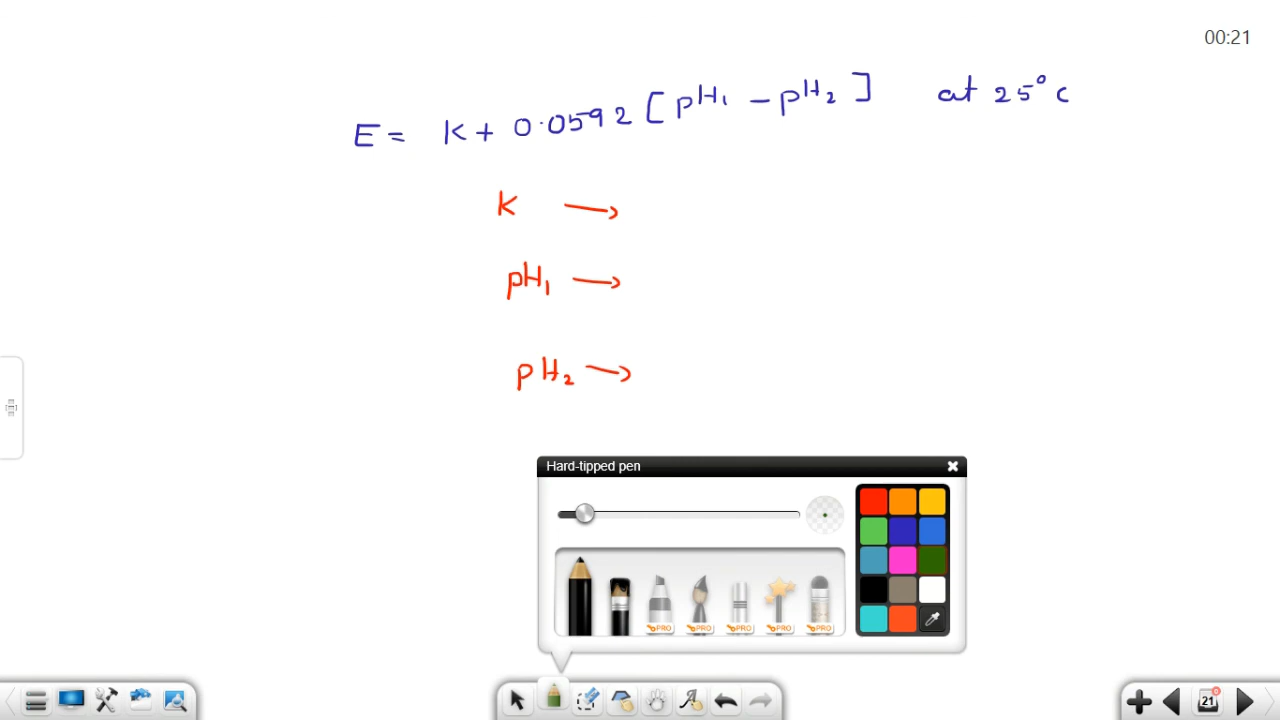 00:21
E = K + 0.0592 [pH₁ - pH₂] at 25° c
K →
pH₁ →
pH₂ →
Hard-tipped pen
PRO PRO PRO PRO PRO
21